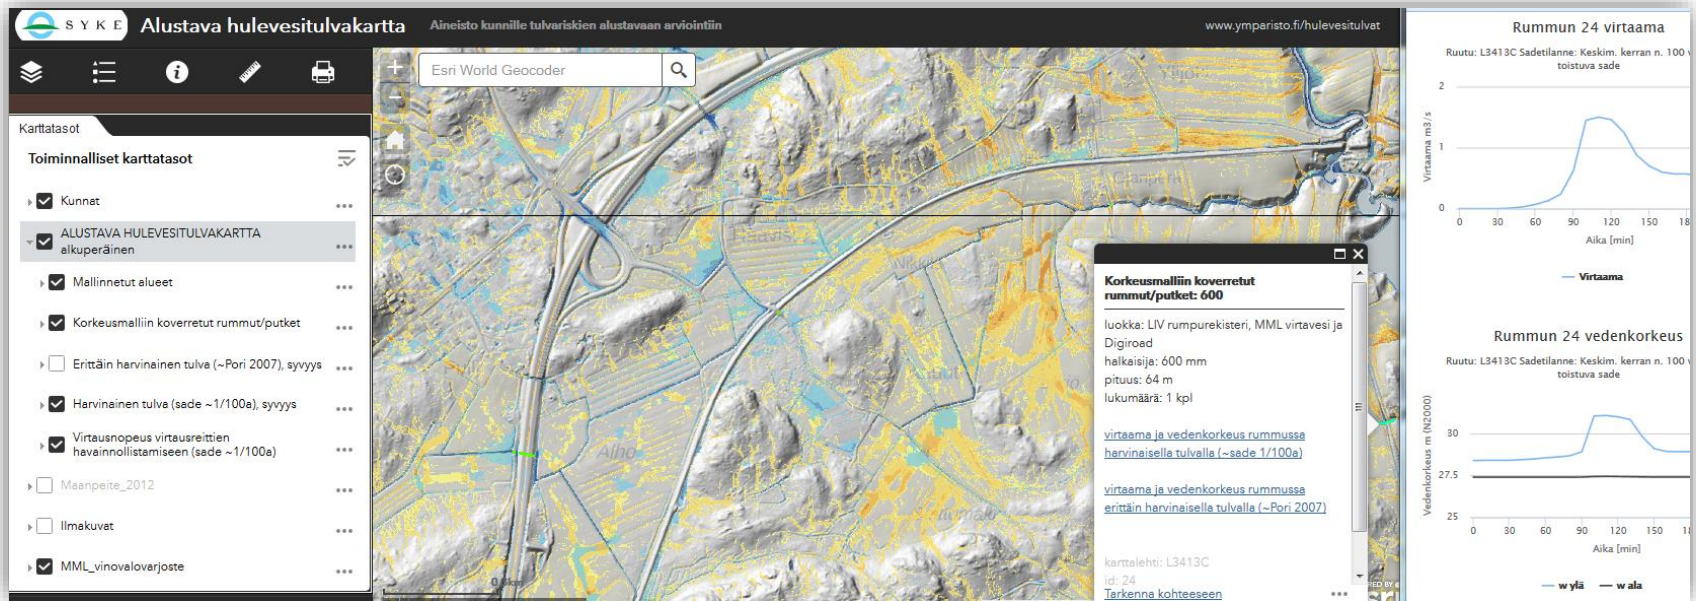 SYKE Alustava hulevesitulvakartta Aineisto kunnille tulvariskien alustavaan arviointiin www.ymparisto.fi/hulevesitulvat
Esri World Geocoder
Karttatasot
Toiminnalliset karttatasot
Kunnat
ALUSTAVA HULEVESITULVAKARTTA
alkuperäinen
Mallinnetut alueet
Korkeusmalliin koverretut rummut/putket
Erittäin harvinainen tulva (~Pori 2007), syvyys
Harvinainen tulva (sade ~1/100a), syvyys
Virtausnopeus virtausreittien
havainnollistamiseen (sade ~1/100a)
Maanpeite_2012
Ilmakuvat
MML_vinovalovarjoste
Aiho
Korkeusmalliin koverretut
rummut/putket: 600
luokka: LIV rumpurekisteri, MML virtavesi ja
Digiroad
halkaisija: 600 mm
pituus: 64 m
lukumäärä: 1 kpl
virtaama ja vedenkorkeus rummussa
harvinaisella tulvalla (~sade 1/100a)
virtaama ja vedenkorkeus rummussa
erittäin harvinaisella tulvalla (~Pori 2007)
karttalehti: L3413C
id: 24
Tarkenna kohteeseen
Rummun 24 virtaama
Ruutu: L3413C Sadetilanne: Keskim. kerran n. 100 v
toistuva sade
Virtaama m3/s
2
1
0
0 30 60 90 120 150 18
Aika [min]
Virtaama
Rummun 24 vedenkorkeus
Ruutu: L3413C Sadetilanne: Keskim. kerran n. 100 v
toistuva sade
Vedenkorkeus m (N2000)
30
27.5
25
0 30 60 90 120 150 18
Aika [min]
w ylä w ala